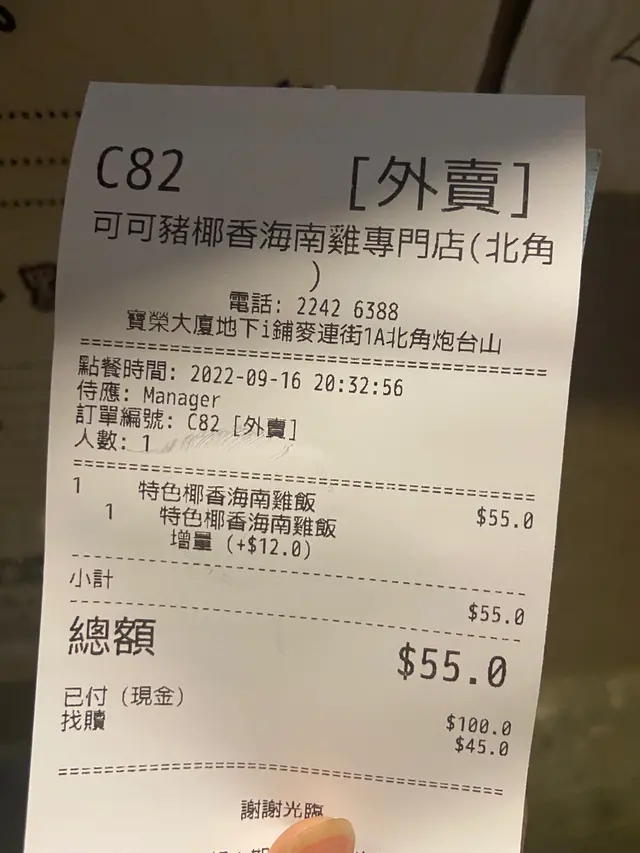 C82 [外賣]
可可豬椰香海南雞專門店(北角
)
電話: 2242 6388
寶榮大廈地下i鋪麥連街1A北角炮台山
========================================
點餐時間: 2022-09-16 20:32:56
侍應: Manager
訂單編號: C82 [外賣]
人數: 1
========================================
1 特色椰香海南雞飯 $55.0
1 特色椰香海南雞飯
增量 (+$12.0)
----------------------------------------
小計 $55.0
----------------------------------------
總額 $55.0
已付 (現金) $100.0
找贖 $45.0
========================================
謝謝光臨